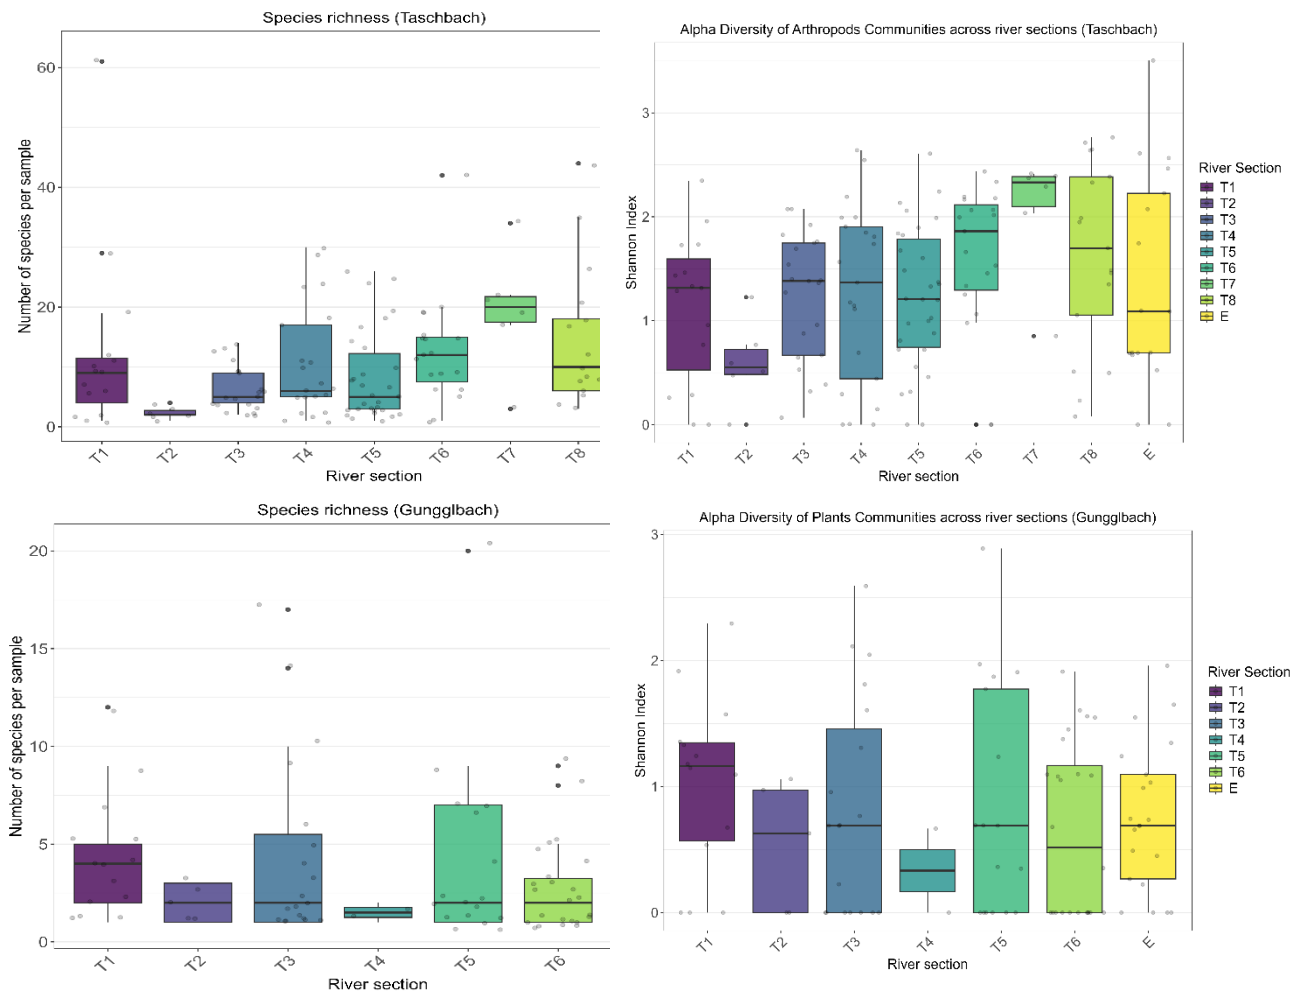 Species richness (Taschbach)
Number of species per sample
60
40
20
0
T1 T2 T3 T4 T5 T6 T7 T8
River section
Alpha Diversity of Arthropods Communities across river sections (Taschbach)
Shannon Index
3
2
1
0
T1 T2 T3 T4 T5 T6 T7 T8 E
River section
River Section
T1
T2
T3
T4
T5
T6
T7
T8
E
Species richness (Gungglbach)
Number of species per sample
20
15
10
5
0
T1 T2 T3 T4 T5 T6
River section
Alpha Diversity of Plants Communities across river sections (Gungglbach)
Shannon Index
3
2
1
0
T1 T2 T3 T4 T5 T6 E
River section
River Section
T1
T2
T3
T4
T5
T6
E